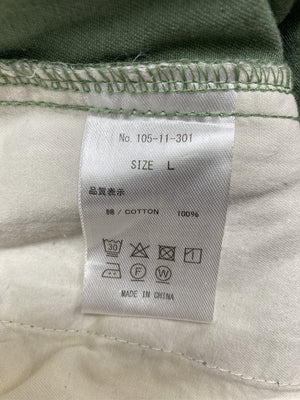 No. 105-11-301
SIZE L
品質表示
綿 / COTTON 100%
30
F W
MADE IN CHINA